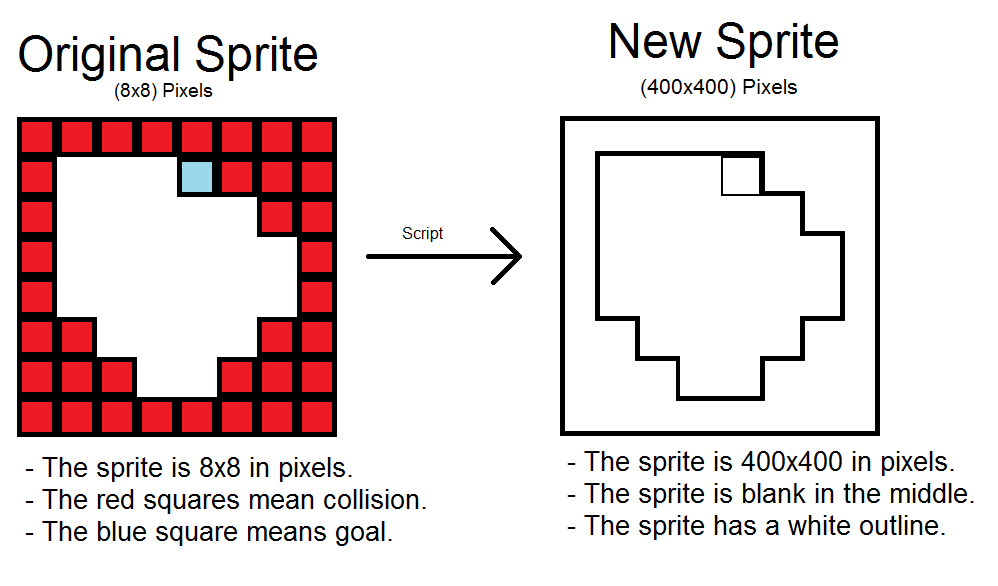 Original Sprite
(8x8) Pixels
New Sprite
(400x400) Pixels
Script
- The sprite is 8x8 in pixels.
- The red squares mean collision.
- The blue square means goal.
- The sprite is 400x400 in pixels.
- The sprite is blank in the middle.
- The sprite has a white outline.